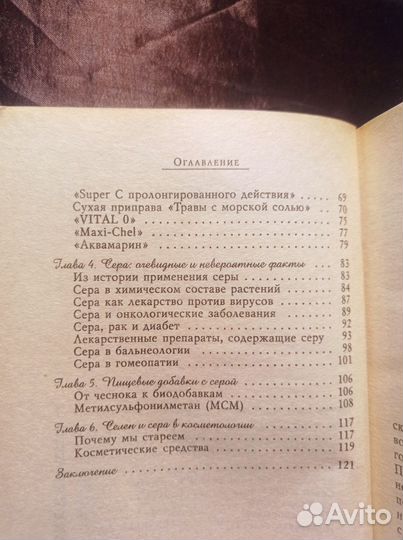 Оглавление
«Super C пролонгированного действия» . . . . . . 69
Сухая приправа «Травы с морской солью» . . . 70
«VITAL 0» . . . . . . . . . . . . . . . . . . . . 75
«Maxi-Chel» . . . . . . . . . . . . . . . . . . . 77
«Аквамарин» . . . . . . . . . . . . . . . . . . . 79
Глава 4. Сера: очевидные и невероятные факты . . . . 83
Из истории применения серы . . . . . . . . . . . 83
Сера в химическом составе растений . . . . . . . 84
Сера как лекарство против вирусов . . . . . . . . 87
Сера и онкологические заболевания . . . . . . . . 89
Сера, рак и диабет . . . . . . . . . . . . . . . 92
Лекарственные препараты, содержащие серу . . 93
Сера в бальнеологии . . . . . . . . . . . . . . . 98
Сера в гомеопатии . . . . . . . . . . . . . . . . 101
Глава 5. Пищевые добавки с серой . . . . . . . . . 106
От чеснока к биодобавкам . . . . . . . . . . . . 106
Метилсульфонилметан (МСМ) . . . . . . . . . . . 108
Глава 6. Селен и сера в косметологии . . . . . . . 117
Почему мы стареем . . . . . . . . . . . . . . . . 117
Косметические средства . . . . . . . . . . . . . 119
Заключение . . . . . . . . . . . . . . . . . . . . 121
Avito